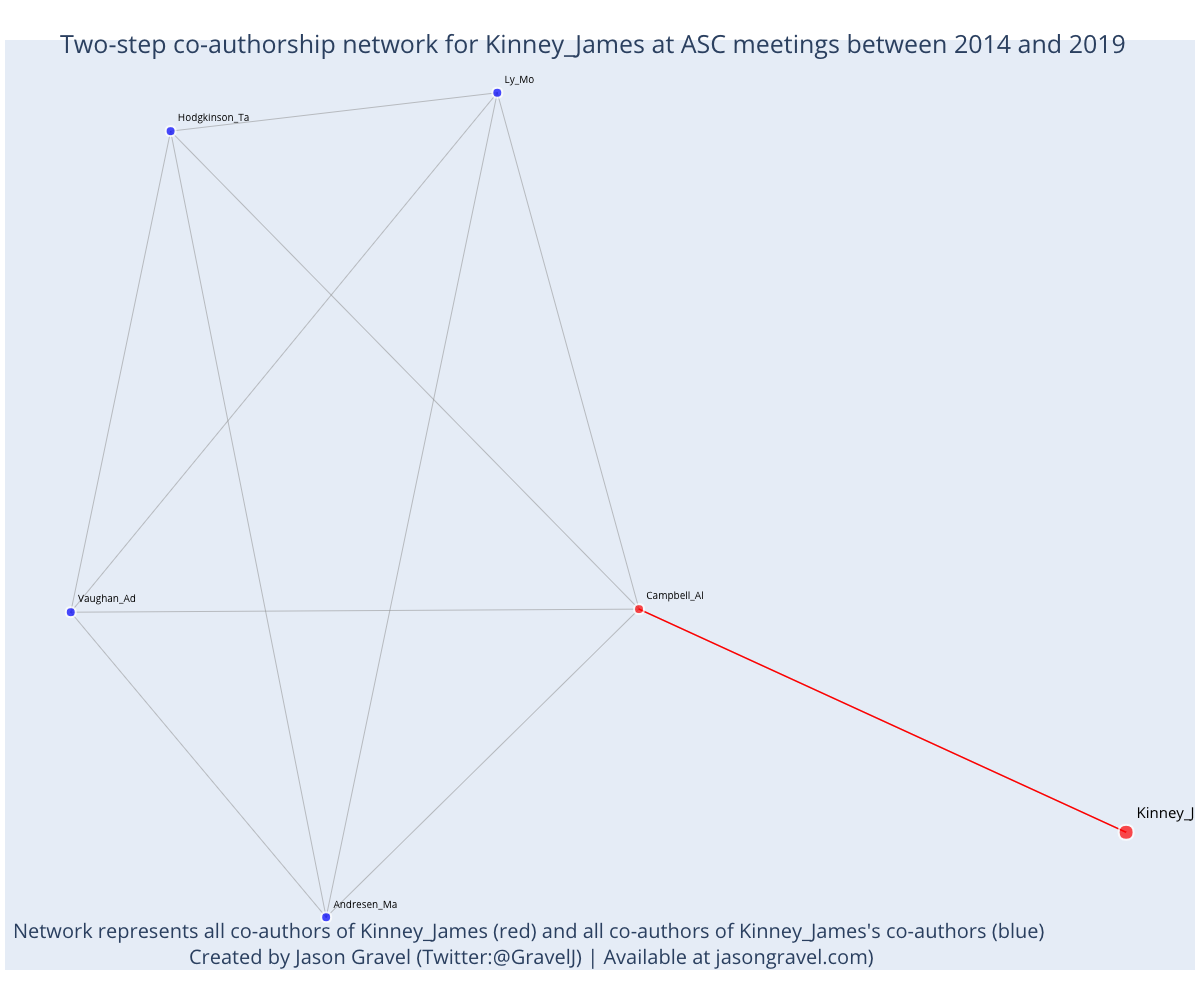 Two-step co-authorship network for Kinney_James at ASC meetings between 2014 and 2019
Ly_Mo
Hodgkinson_Ta
Campbell_Al
Vaughan_Ad
Kinney_J
Andresen_Ma
Network represents all co-authors of Kinney_James (red) and all co-authors of Kinney_James's co-authors (blue)
Created by Jason Gravel (Twitter:@GravelJ) | Available at jasongravel.com)